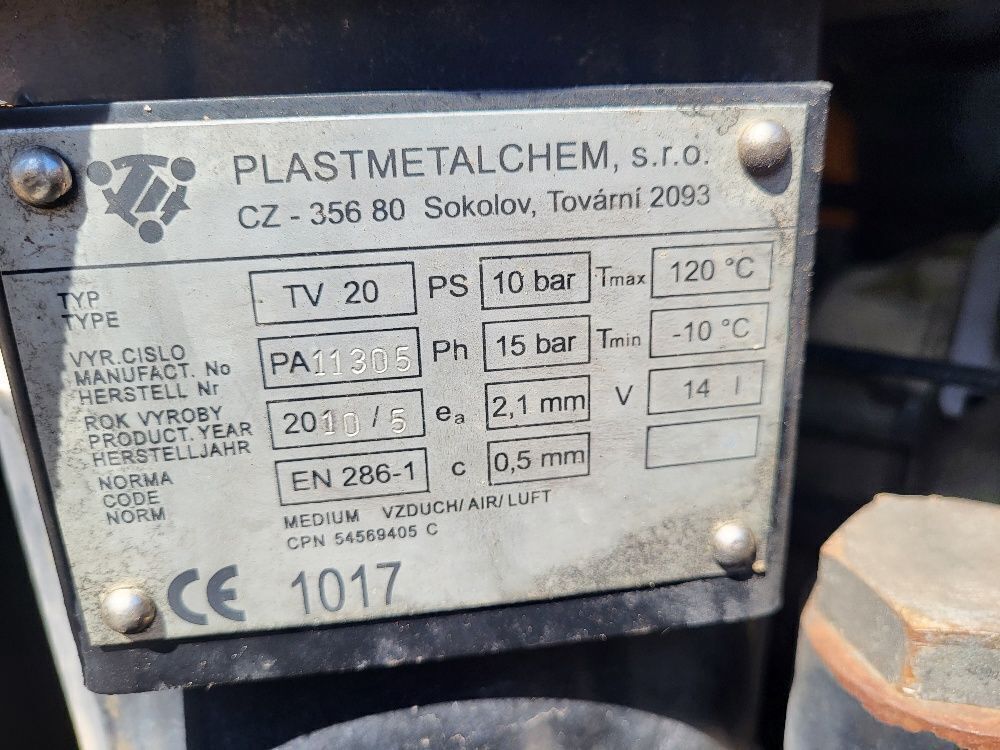 PLASTMETALCHEM, s.r.o.
CZ - 356 80 Sokolov, Tovární 2093
TYP
TYPE
TV 20
PS
10 bar
Tmax
120 °C
VYR.CISLO
MANUFACT. No
HERSTELL Nr
PA11305
Ph
15 bar
Tmin
-10 °C
ROK VYROBY
PRODUCT. YEAR
HERSTELLJAHR
2010 / 5
ea
2,1 mm
V
14 l
NORMA
CODE
NORM
EN 286-1
c
0,5 mm
MEDIUM VZDUCH/ AIR/ LUFT
CPN 54569405 C
CE 1017